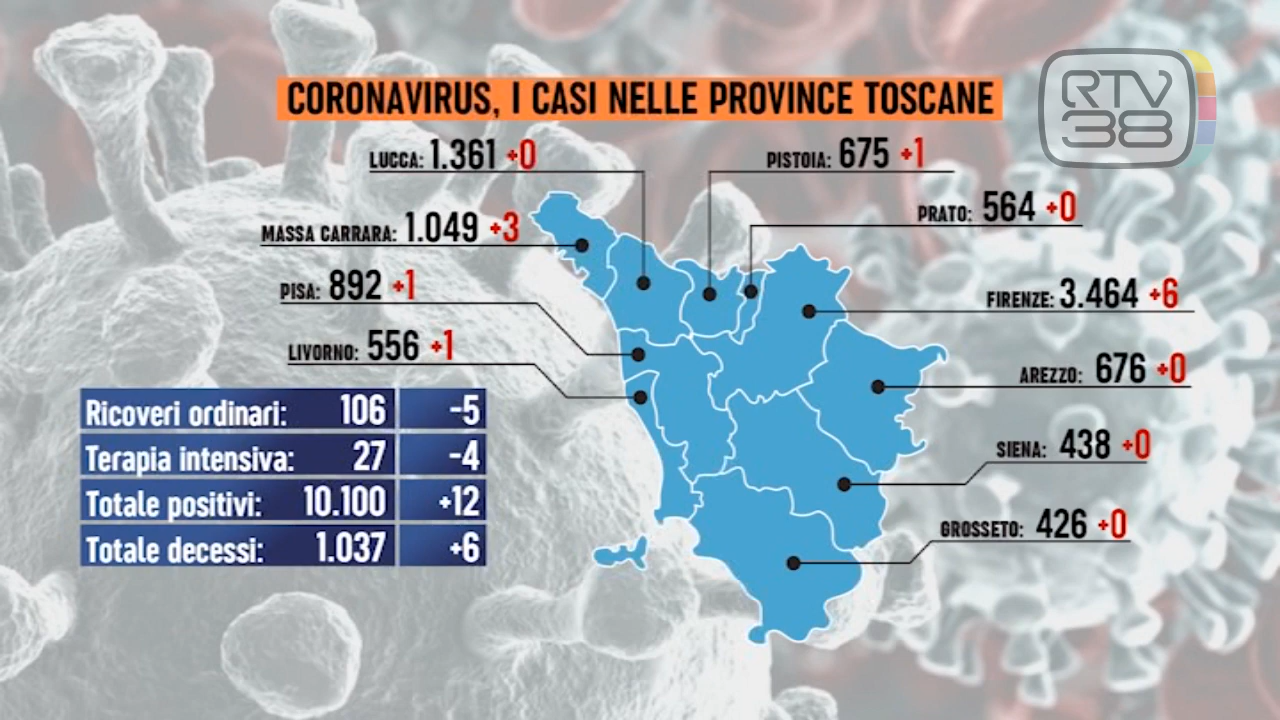 CORONAVIRUS, I CASI NELLE PROVINCE TOSCANE
RTV
38
LUCCA: 1.361 +0
PISTOIA: 675 +1
PRATO: 564 +0
MASSA CARRARA: 1.049 +3
PISA: 892 +1
FIRENZE: 3.464 +6
LIVORNO: 556 +1
AREZZO: 676 +0
SIENA: 438 +0
GROSSETO: 426 +0
Ricoveri ordinari: 106 -5
Terapia intensiva: 27 -4
Totale positivi: 10.100 +12
Totale decessi: 1.037 +6